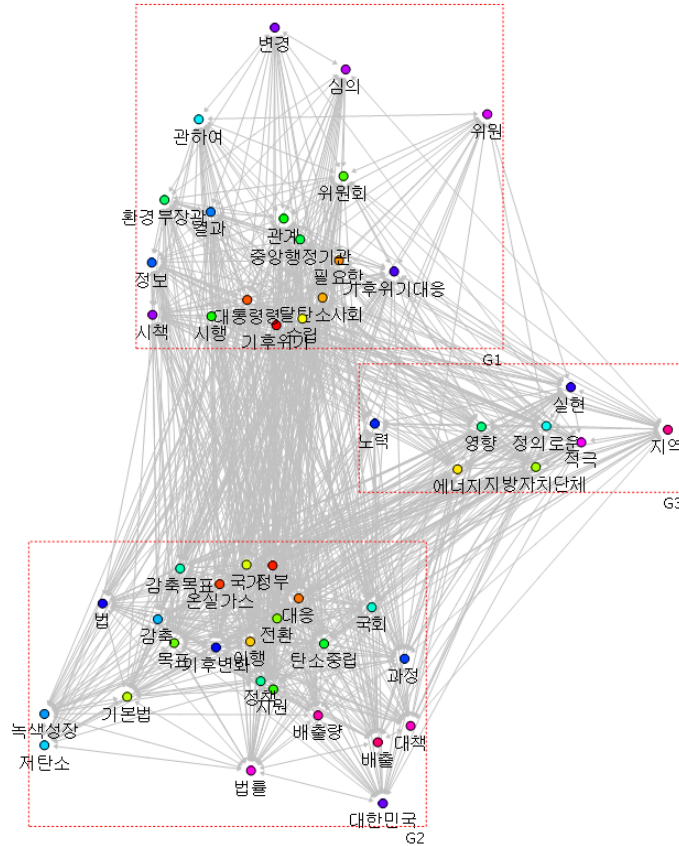 변경
심의
위원
관하여
위원회
환경부장관
결과
관계
중앙행정기관
필요한
정보
기후위기대응
대통령령
탈탄소사회
시책
시행
수립
기후위기
G1
실현
노력
영향
정의로운
지역
적극
에너지
지방자치단체
G3
감축목표
국가
정부
온실가스
대응
법
국회
감축
전환
목표
기후변화
이행
탄소중립
과정
정책
지원
녹색성장
기본법
배출량
대책
저탄소
배출
법률
대한민국
G2